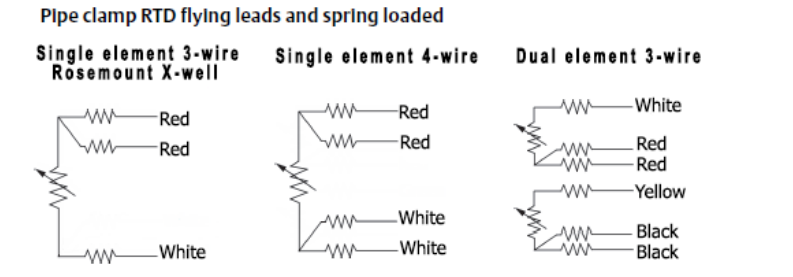 Pipe clamp RTD flying leads and spring loaded
Single element 3-wire
Rosemount X-well
Red
Red
White
Single element 4-wire
Red
Red
White
White
Dual element 3-wire
White
Red
Red
Yellow
Black
Black